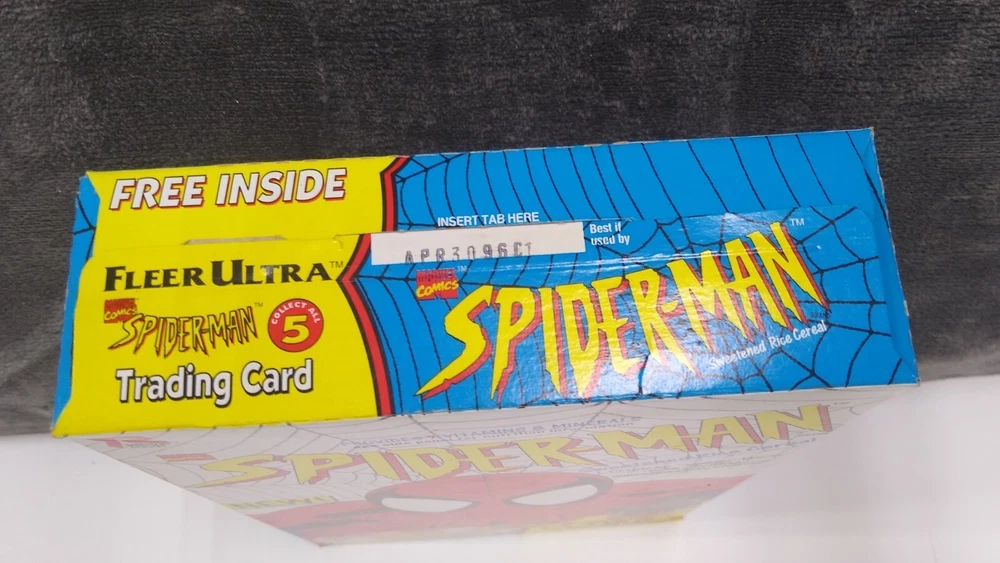 FREE INSIDE
INSERT TAB HERE
Best if
used by
APR3096C1
FLEER ULTRA™
MARVEL
COMICS
SPIDER-MAN™
COLLECT ALL
5
Trading Card
MARVEL
COMICS™
SPIDER-MAN™
Sweetened Rice Cereal
SPIDER-MAN